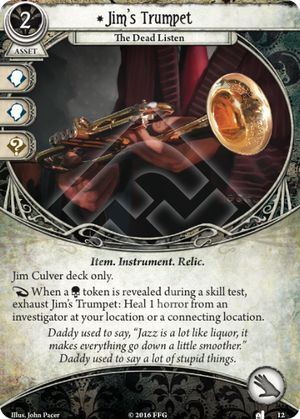 2
Jim's Trumpet
The Dead Listen
ASSET
?
Item. Instrument. Relic.
Jim Culver deck only.
When a token is revealed during a skill test,
exhaust Jim's Trumpet: Heal 1 horror from an
investigator at your location or a connecting location.
Daddy used to say, "Jazz is a lot like liquor, it
makes everything go down a little smoother."
Daddy used to say a lot of stupid things.
Illus. John Pacer
© 2016 FFG
12